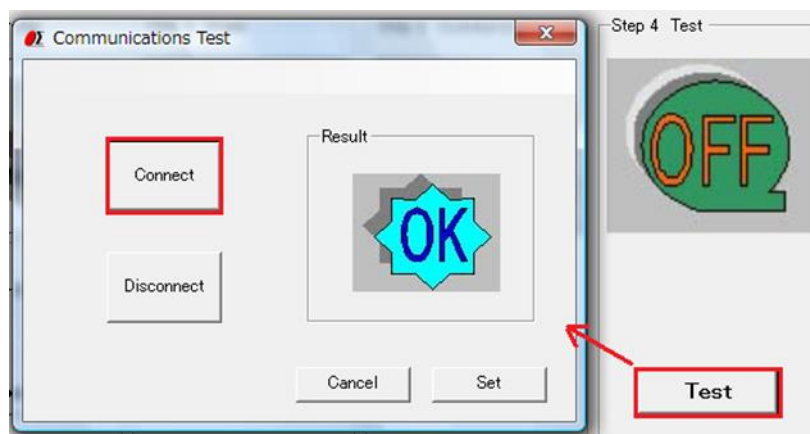 Communications Test
Step 4 Test
Connect
Disconnect
Result
OK
Cancel
Set
OFF
Test